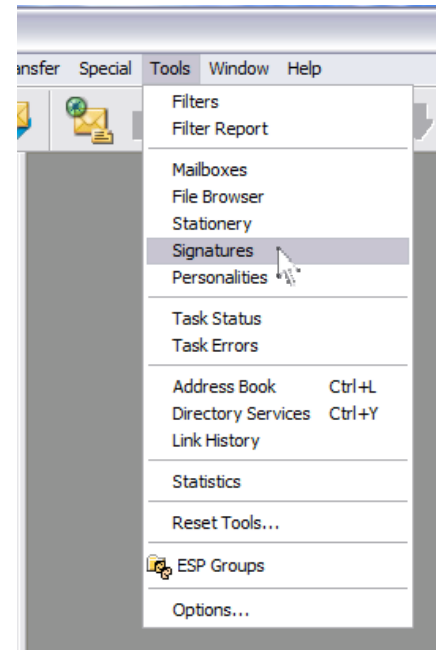 Special Tools Window Help
Filters
Filter Report
Mailboxes
File Browser
Stationery
Signatures
Personalities
Task Status
Task Errors
Address Book Ctrl+L
Directory Services Ctrl+Y
Link History
Statistics
Reset Tools...
ESP Groups
Options...